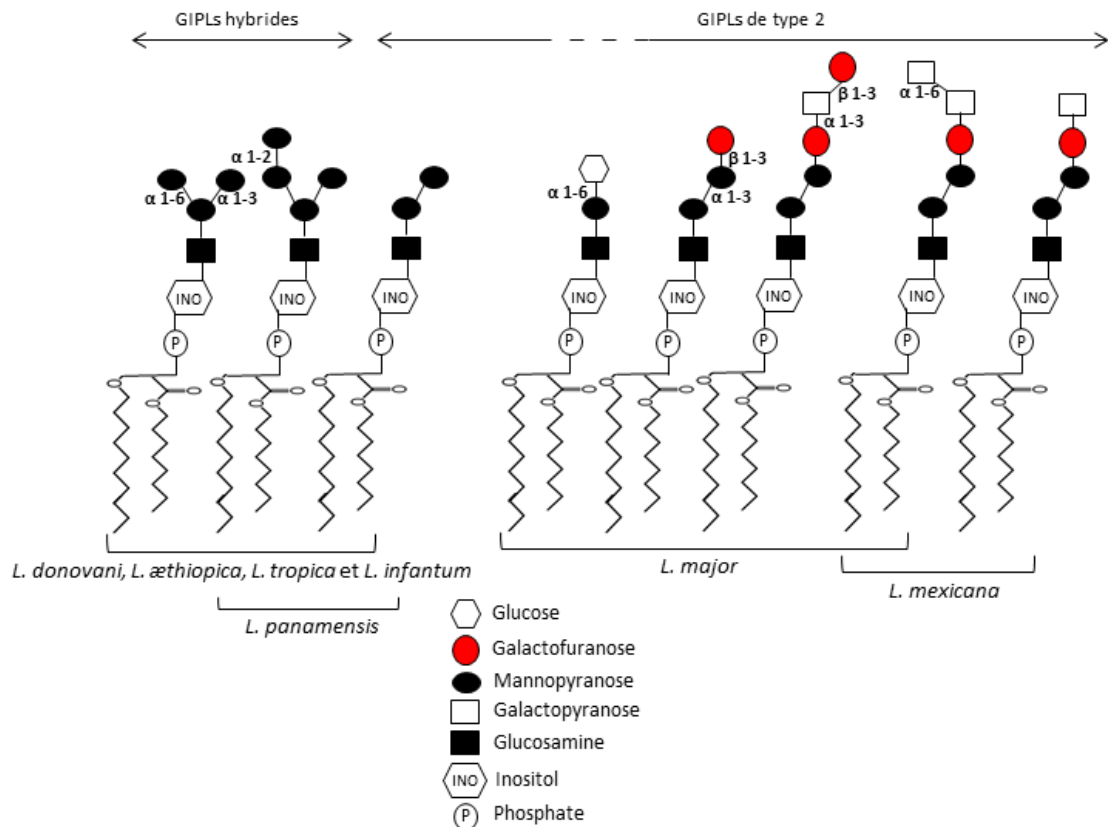 GIPLs hybrides
GIPLs de type 2
β 1-3
α 1-6
α 1-3
α 1-2
β 1-3
α 1-6
α 1-3
α 1-6
α 1-3
INO
INO
INO
INO
INO
INO
INO
INO
P
P
P
P
P
P
P
P
L. donovani, L. æthiopica, L. tropica et L. infantum
L. major
L. mexicana
L. panamensis
Glucose
Galactofuranose
Mannopyranose
Galactopyranose
Glucosamine
INO Inositol
P Phosphate